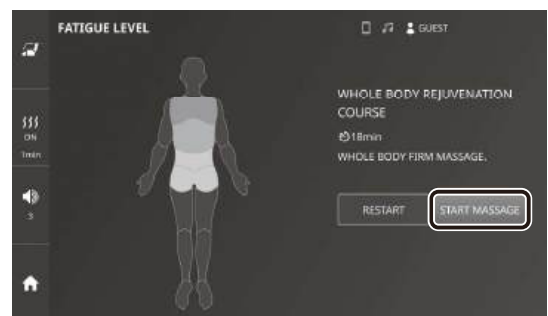 FATIGUE LEVEL
GUEST
ON
1min
3
WHOLE BODY REJUVENATION
COURSE
18min
WHOLE BODY FIRM MASSAGE.
RESTART
START MASSAGE